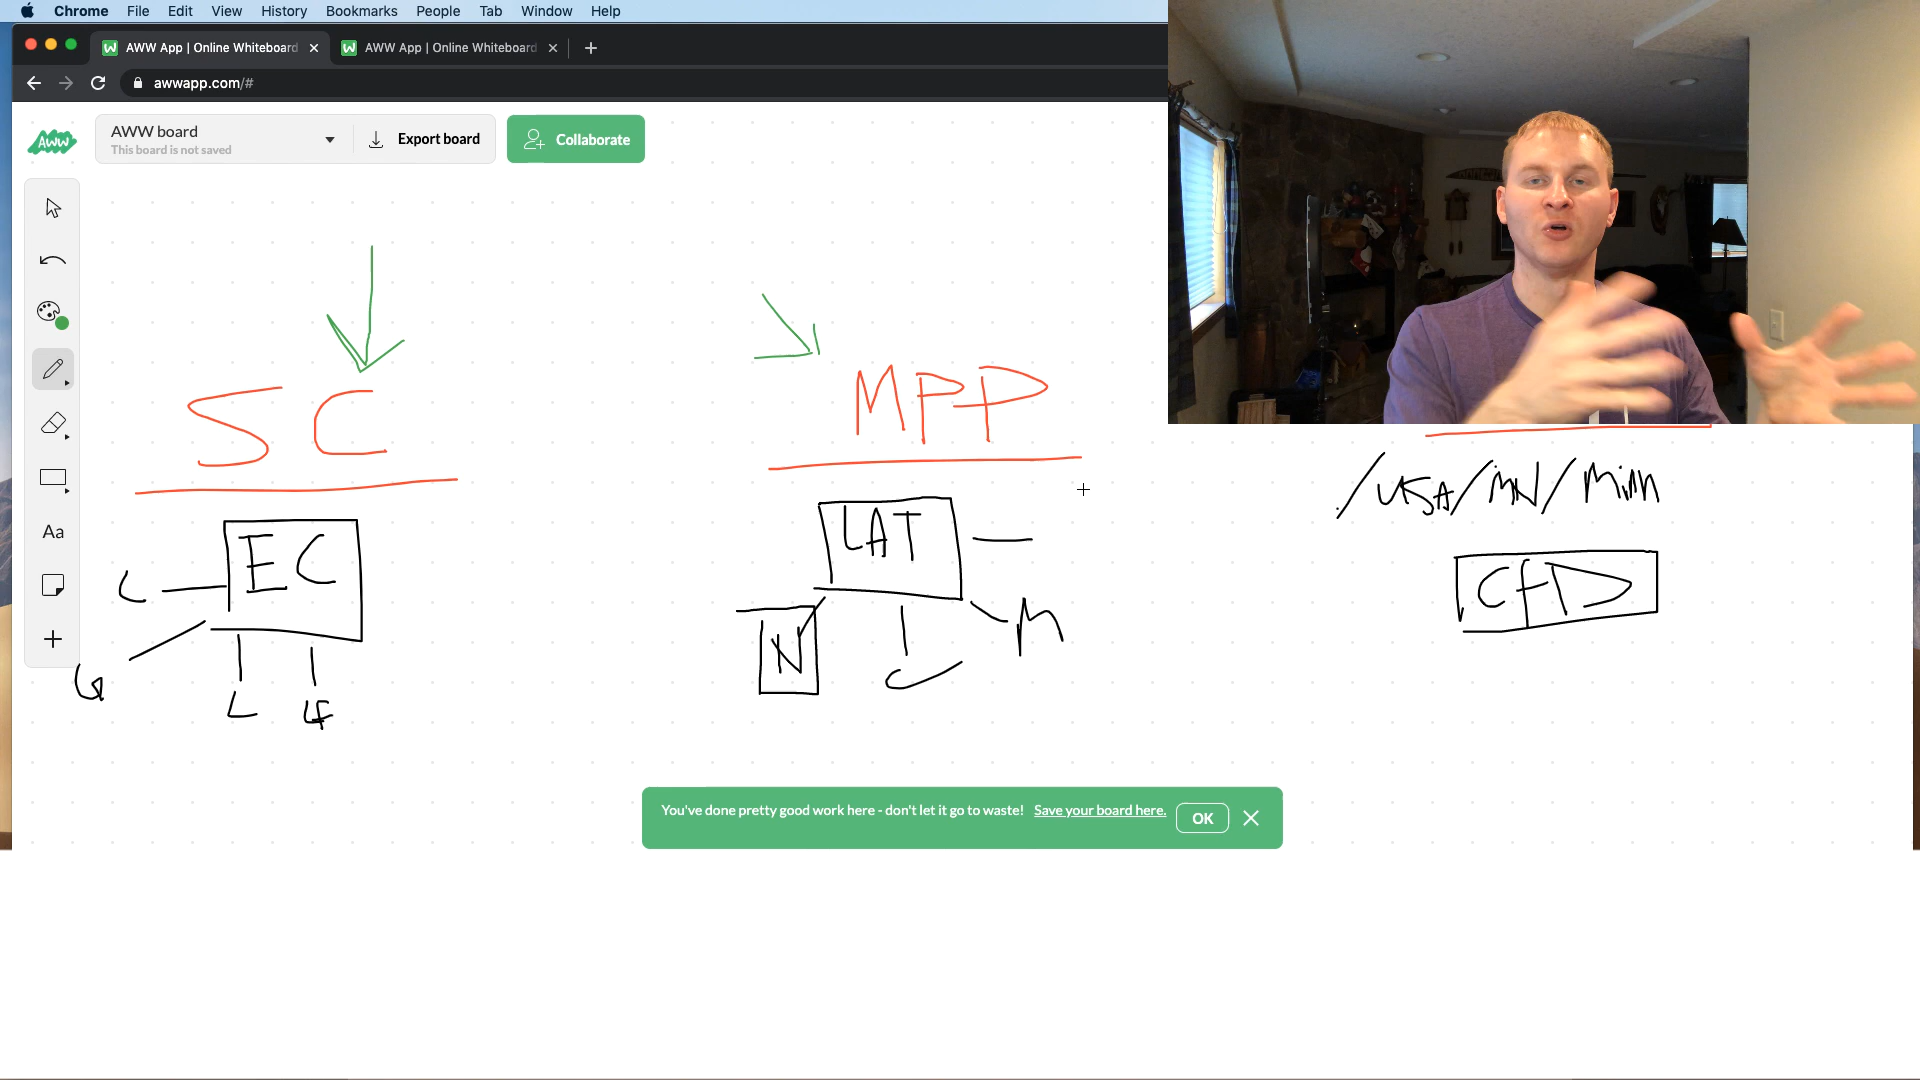 Chrome File Edit View History Bookmarks People Tab Window Help
AWW App | Online Whiteboard
AWW App | Online Whiteboard
awwapp.com/#
AWW
AWW board
This board is not saved
Export board
Collaborate
Aa
SC
MPP
EC
C
G
L
LF
LAT
N
C
M
/USA/MN/Minn
CFD
You've done pretty good work here - don't let it go to waste! Save your board here.
OK